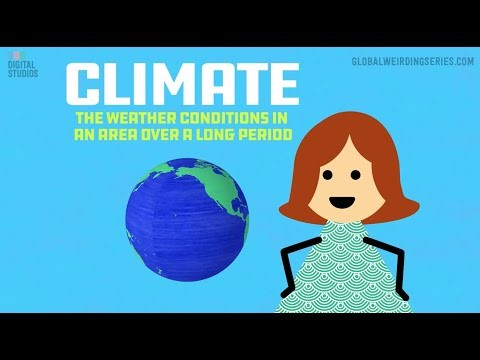 DIGITAL
STUDIOS
GLOBALWEIRDINGSERIES.COM
CLIMATE
THE WEATHER CONDITIONS IN
AN AREA OVER A LONG PERIOD